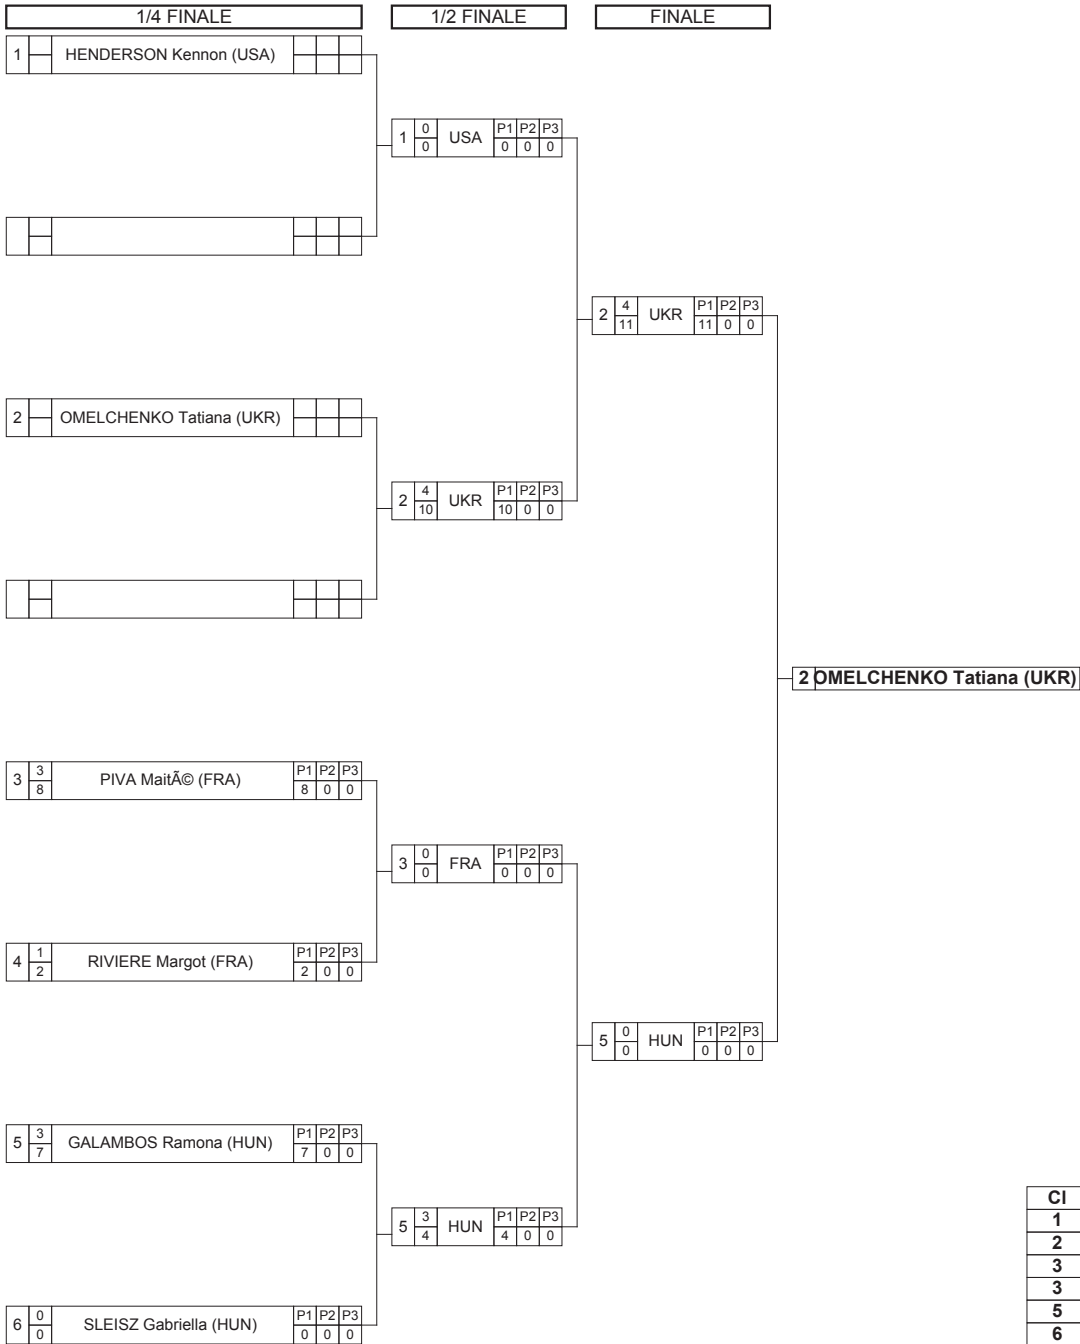 1/4 FINALE 1/2 FINALE FINALE
1 HENDERSON Kennon (USA)
1 0 0 USA P1 P2 P3 0 0 0
2 4 11 UKR P1 P2 P3 11 0 0
2 OMELCHENKO Tatiana (UKR)
2 4 10 UKR P1 P2 P3 10 0 0
2 OMELCHENKO Tatiana (UKR)
3 3 8 PIVA MaitÃ© (FRA) P1 P2 P3 8 0 0
3 0 0 FRA P1 P2 P3 0 0 0
4 1 2 RIVIERE Margot (FRA) P1 P2 P3 2 0 0
5 0 0 HUN P1 P2 P3 0 0 0
5 3 7 GALAMBOS Ramona (HUN) P1 P2 P3 7 0 0
5 3 4 HUN P1 P2 P3 4 0 0
6 0 0 SLEISZ Gabriella (HUN) P1 P2 P3 0 0 0
Cl
1
2
3
3
5
6